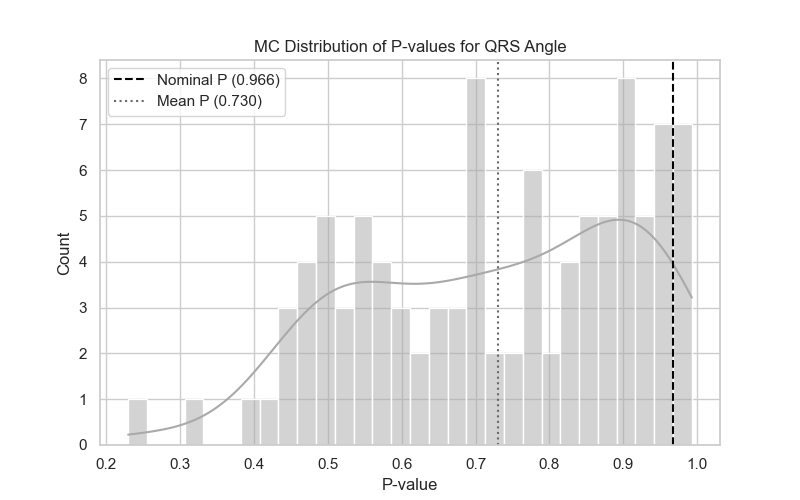 MC Distribution of P-values for QRS Angle
Nominal P (0.966)
Mean P (0.730)
Count
8
7
6
5
4
3
2
1
0
0.2 0.3 0.4 0.5 0.6 0.7 0.8 0.9 1.0
P-value